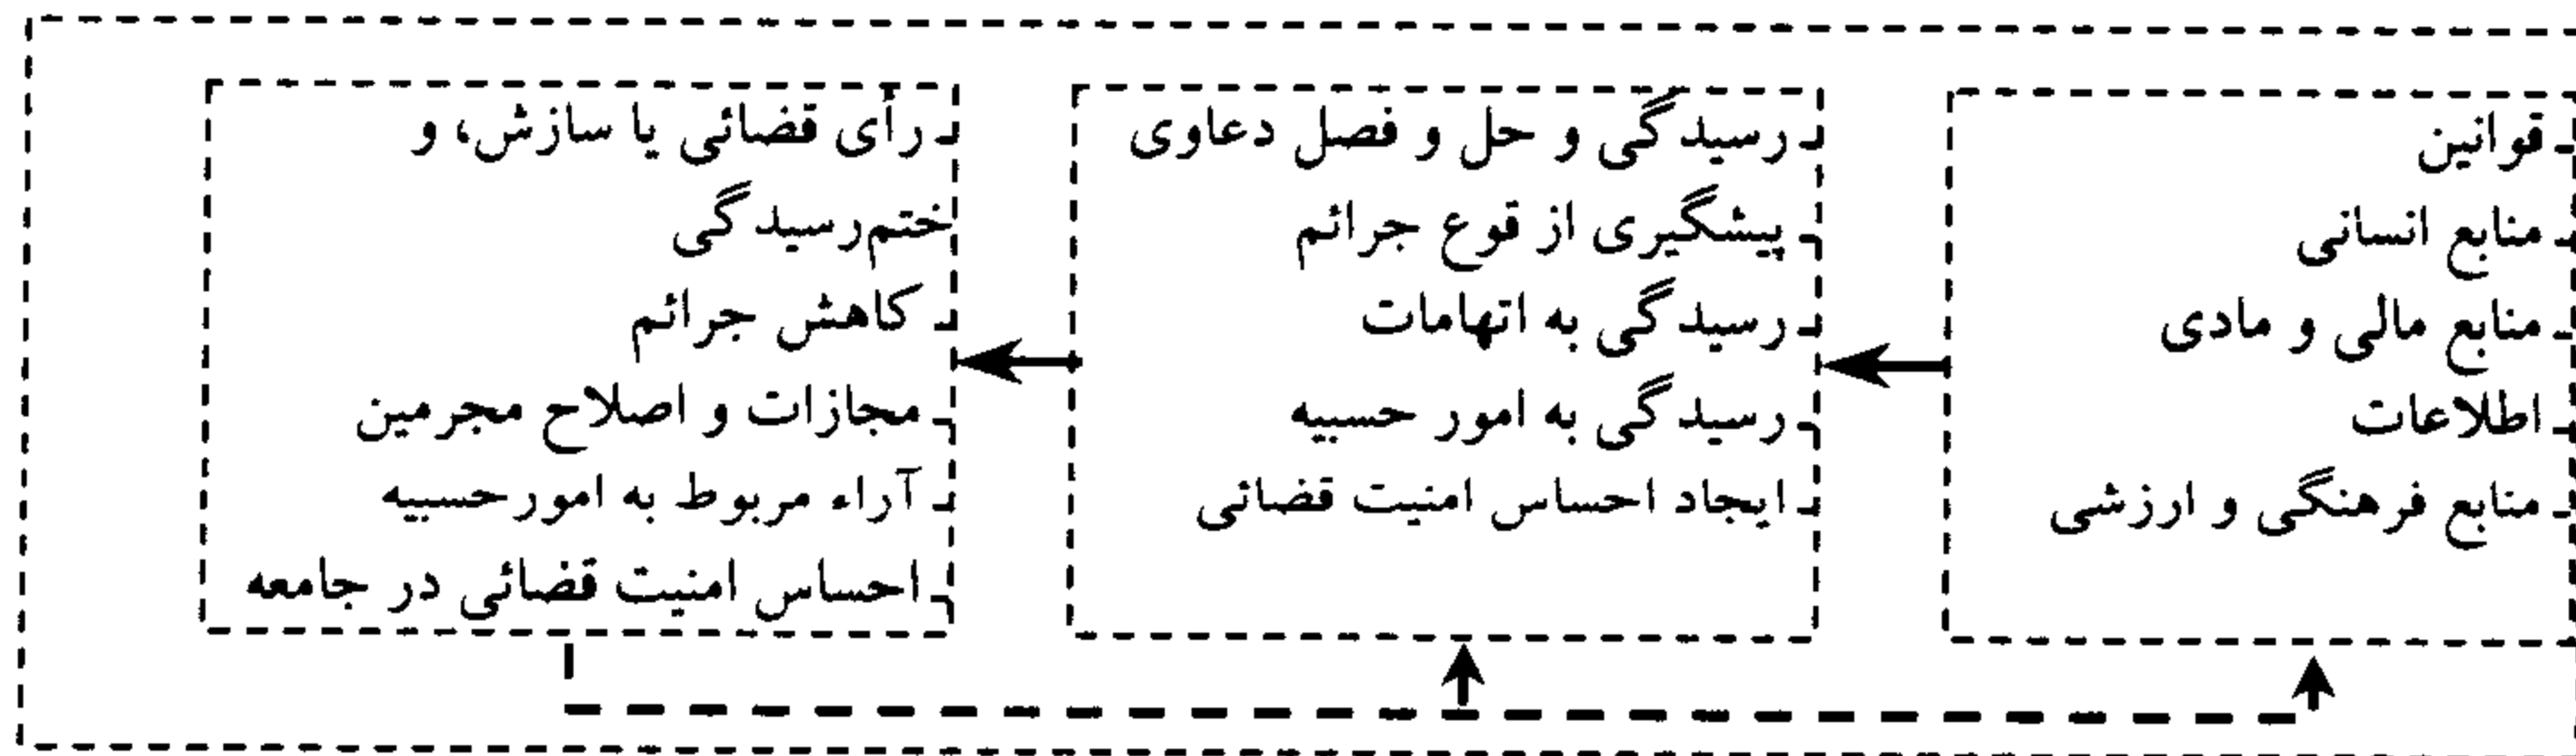 ـ قوانین
ـ منابع انسانی
ـ منابع مالی و مادی
ـ اطلاعات
ـ منابع فرهنگی و ارزشی
ـ رسیدگی و حل و فصل دعاوی
ـ پیشگیری از قوع جرائم
ـ رسیدگی به اتهامات
ـ رسیدگی به امور حسبیه
ـ ایجاد احساس امنیت قضائی
ـ رأی قضائی یا سازش، و
ختم‌رسیدگی
ـ کاهش جرائم
ـ مجازات و اصلاح مجرمین
ـ آراء مربوط به امورحسبیه
ـ احساس امنیت قضائی در جامعه